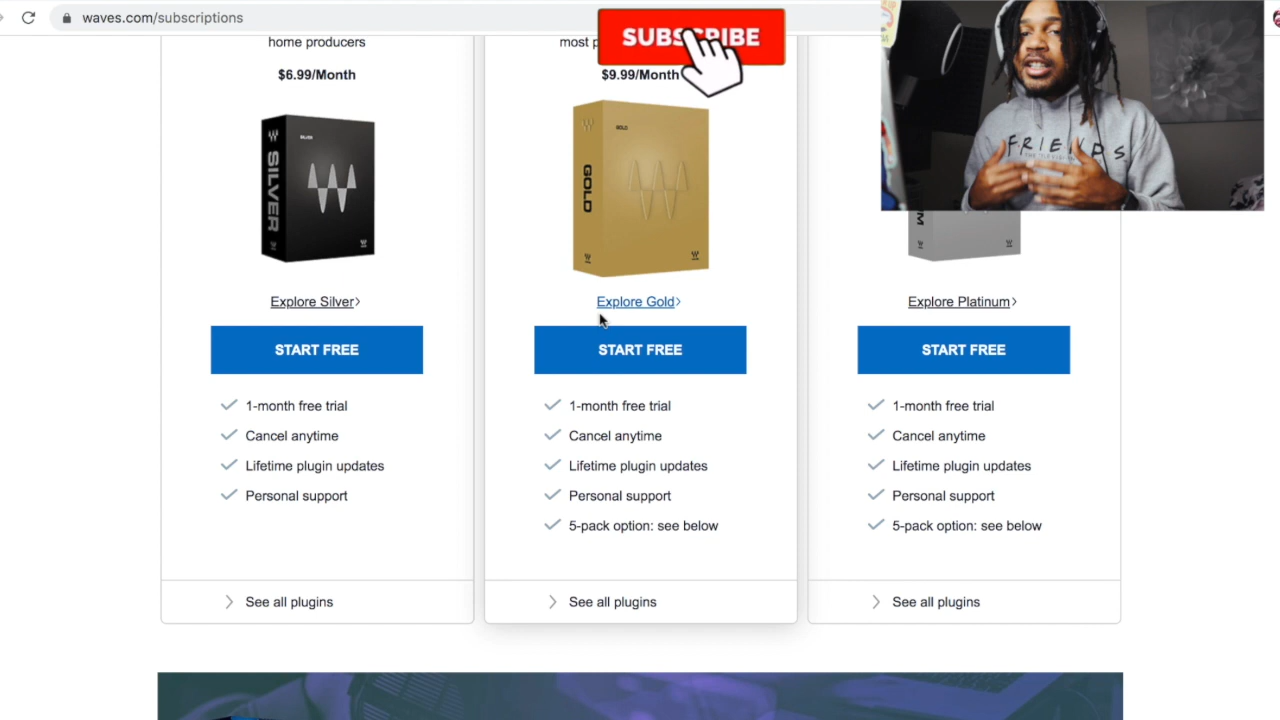 waves.com/subscriptions
SUBSCRIBE
home producers
$6.99/Month
SILVER
SILVER
Explore Silver>
START FREE
1-month free trial
Cancel anytime
Lifetime plugin updates
Personal support
See all plugins
most
$9.99/Month
GOLD
GOLD
Explore Gold>
START FREE
1-month free trial
Cancel anytime
Lifetime plugin updates
Personal support
5-pack option: see below
See all plugins
FRIENDS
Explore Platinum>
START FREE
1-month free trial
Cancel anytime
Lifetime plugin updates
Personal support
5-pack option: see below
See all plugins